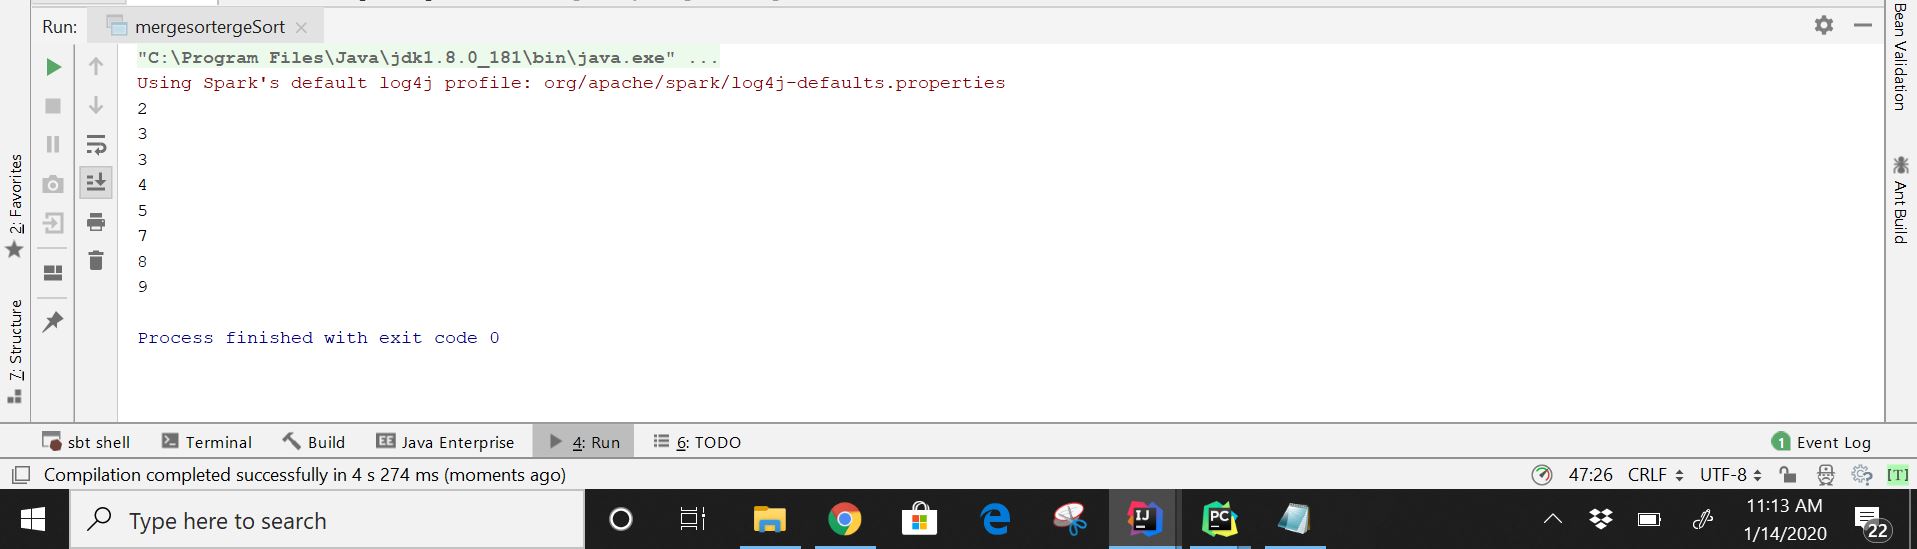 Run: mergesortergeSort
"C:\Program Files\Java\jdk1.8.0_181\bin\java.exe" ...
Using Spark's default log4j profile: org/apache/spark/log4j-defaults.properties
2
3
3
4
5
7
8
9
Process finished with exit code 0
2: Favorites
7: Structure
Bean Validation
Ant Build
sbt shell Terminal Build EE Java Enterprise 4: Run 6: TODO 1 Event Log
Compilation completed successfully in 4 s 274 ms (moments ago) 47:26 CRLF UTF-8 [T]
Type here to search
IJ
PC
11:13 AM
1/14/2020
22